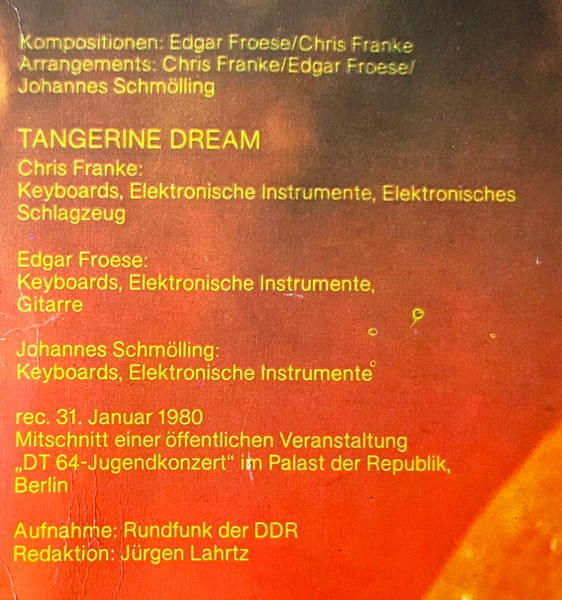 Kompositionen: Edgar Froese/Chris Franke
Arrangements: Chris Franke/Edgar Froese/
Johannes Schmölling
TANGERINE DREAM
Chris Franke:
Keyboards, Elektronische Instrumente, Elektronisches
Schlagzeug
Edgar Froese:
Keyboards, Elektronische Instrumente,
Gitarre
Johannes Schmölling:
Keyboards, Elektronische Instrumente
rec. 31. Januar 1980
Mitschnitt einer öffentlichen Veranstaltung
„DT 64-Jugendkonzert“ im Palast der Republik,
Berlin
Aufnahme: Rundfunk der DDR
Redaktion: Jürgen Lahrtz